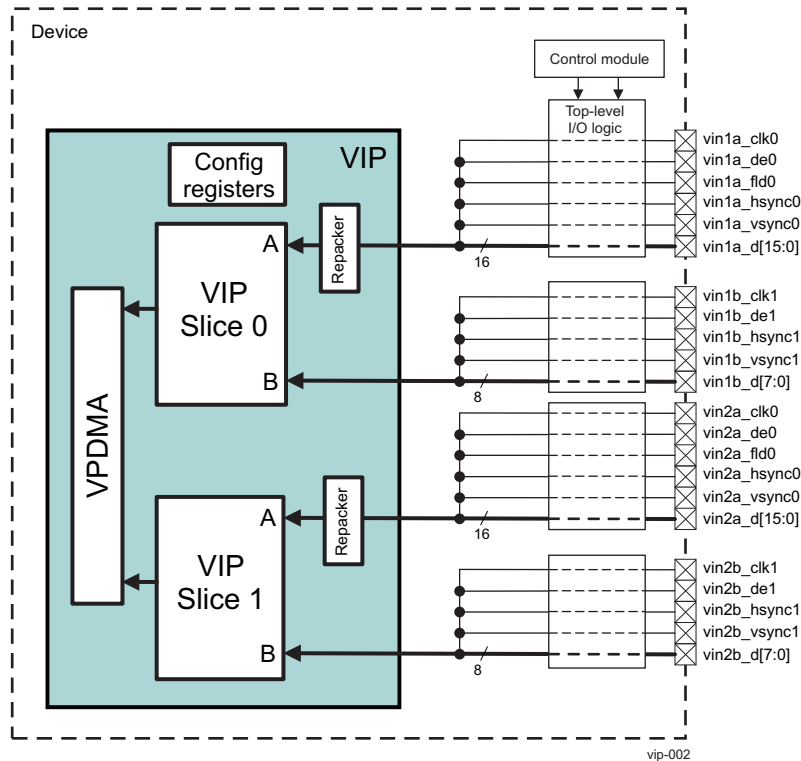 Device
Control module
Top-level
I/O logic
VIP
Config
registers
vin1a_clk0
vin1a_de0
vin1a_fld0
vin1a_hsync0
vin1a_vsync0
vin1a_d[15:0]
A
Repacker
16
VIP
Slice 0
B
8
vin1b_clk1
vin1b_de1
vin1b_hsync1
vin1b_vsync1
vin1b_d[7:0]
VPDMA
vin2a_clk0
vin2a_de0
vin2a_fld0
vin2a_hsync0
vin2a_vsync0
vin2a_d[15:0]
A
Repacker
16
VIP
Slice 1
B
8
vin2b_clk1
vin2b_de1
vin2b_hsync1
vin2b_vsync1
vin2b_d[7:0]
vip-002